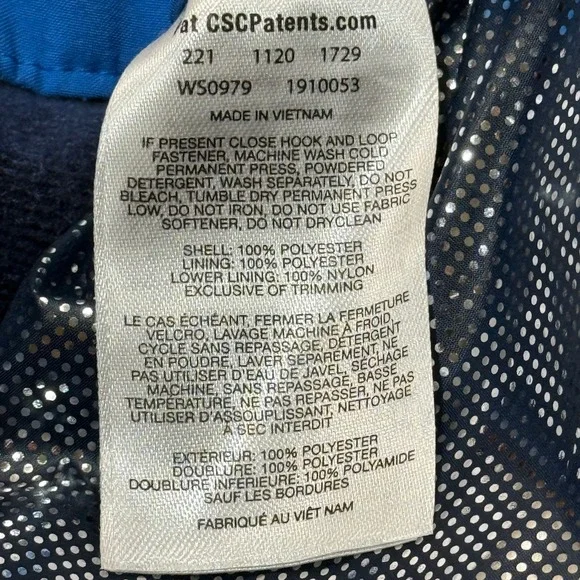 at CSCPatents.com
221 1120 1729
WS0979 1910053
MADE IN VIETNAM
IF PRESENT CLOSE HOOK AND LOOP
FASTENER, MACHINE WASH COLD
PERMANENT PRESS, POWDERED
DETERGENT, WASH SEPARATELY, DO NOT
BLEACH, TUMBLE DRY PERMANENT PRESS
LOW, DO NOT IRON, DO NOT USE FABRIC
SOFTENER, DO NOT DRYCLEAN
SHELL: 100% POLYESTER
LINING: 100% POLYESTER
LOWER LINING: 100% NYLON
EXCLUSIVE OF TRIMMING
LE CAS ÉCHÉANT, FERMER LA FERMETURE
VELCRO, LAVAGE MACHINE À FROID,
CYCLE SANS REPASSAGE, DÉTERGENT
EN POUDRE, LAVER SÉPAREMENT, NE
PAS UTILISER D'EAU DE JAVEL, SÉCHAGE
MACHINE, SANS REPASSAGE, BASSE
TEMPÉRATURE, NE PAS REPASSER, NE PAS
UTILISER D'ASSOUPLISSANT, NETTOYAGE
À SEC INTERDIT
EXTÉRIEUR: 100% POLYESTER
DOUBLURE: 100% POLYESTER
DOUBLURE INFÉRIEURE: 100% POLYAMIDE
SAUF LES BORDURES
FABRIQUÉ AU VIÊT NAM